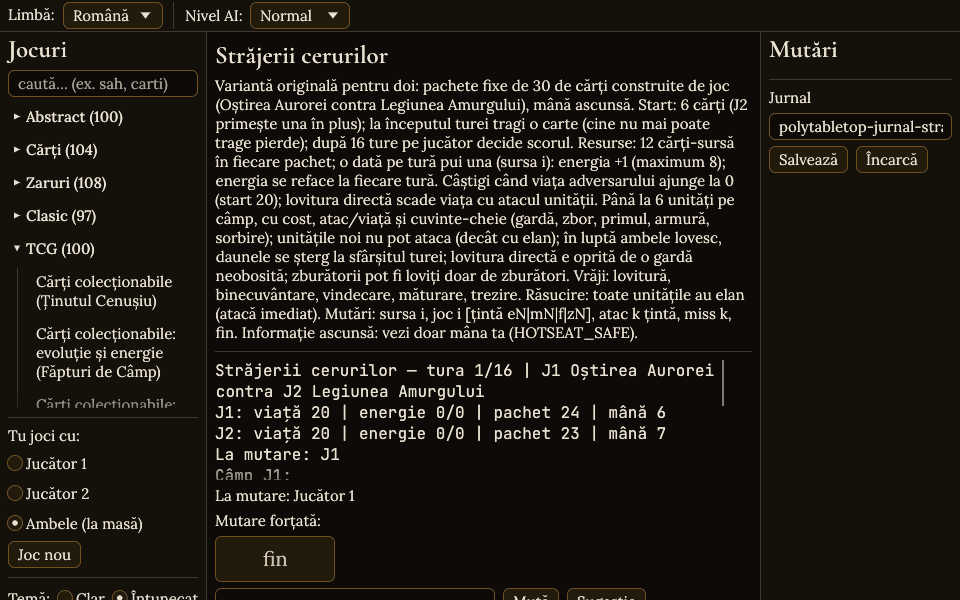 Limbă: Română ▼ Nivel AI: Normal ▼
Jocuri
caută... (ex. sah, carti)
▸ Abstract (100)
▸ Cărți (104)
▸ Zaruri (108)
▸ Clasic (97)
▾ TCG (100)
Cărți colecționabile
(Ținutul Cenușiu)
Cărți colecționabile:
evoluție și energie
(Făpturi de Câmp)
Cărți colecționabile:
Tu joci cu:
Jucător 1
Jucător 2
Ambele (la masă)
Joc nou
Temă: Clar Întunecat
Străjerii cerurilor
Variantă originală pentru doi: pachete fixe de 30 de cărți construite de joc
(Oștirea Aurorei contra Legiunea Amurgului), mână ascunsă. Start: 6 cărți (J2
primește una în plus); la începutul turei tragi o carte (cine nu mai poate
trage pierde); după 16 ture pe jucător decide scorul. Resurse: 12 cărți-sursă
în fiecare pachet; o dată pe tură pui una (sursa i): energia +1 (maximum 8);
energia se reface la fiecare tură. Câștigi când viața adversarului ajunge la 0
(start 20); lovitura directă scade viața cu atacul unității. Până la 6 unități pe
câmp, cu cost, atac/viață și cuvinte-cheie (gardă, zbor, primul, armură,
sorbire); unitățile noi nu pot ataca (decât cu elan); în luptă ambele lovesc,
daunele se șterg la sfârșitul turei; lovitura directă e oprită de o gardă
neobosită; zburătorii pot fi loviți doar de zburători. Vrăji: lovitură,
binecuvântare, vindecare, măturare, trezire. Răsucire: toate unitățile au elan
(atacă imediat). Mutări: sursa i, joc i [țintă eN|mN|f|zN], atac k țintă, miss k,
fin. Informație ascunsă: vezi doar mâna ta (HOTSEAT_SAFE).
Străjerii cerurilor — tura 1/16 | J1 Oștirea Aurorei
contra J2 Legiunea Amurgului
J1: viață 20 | energie 0/0 | pachet 24 | mână 6
J2: viață 20 | energie 0/0 | pachet 23 | mână 7
La mutare: J1
Câmp J1:
La mutare: Jucător 1
Mutare forțată:
fin
Mută Sugestie
Mutări
Jurnal
polytabletop-jurnal-stra
Salvează Încarcă